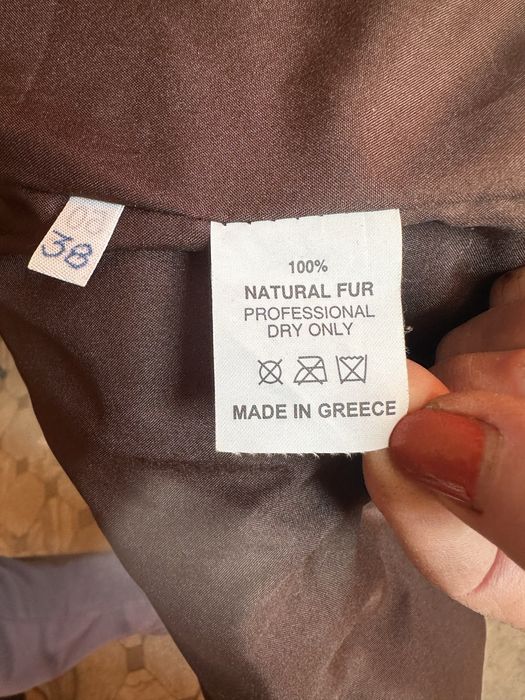 38
100%
NATURAL FUR
PROFESSIONAL
DRY ONLY
MADE IN GREECE